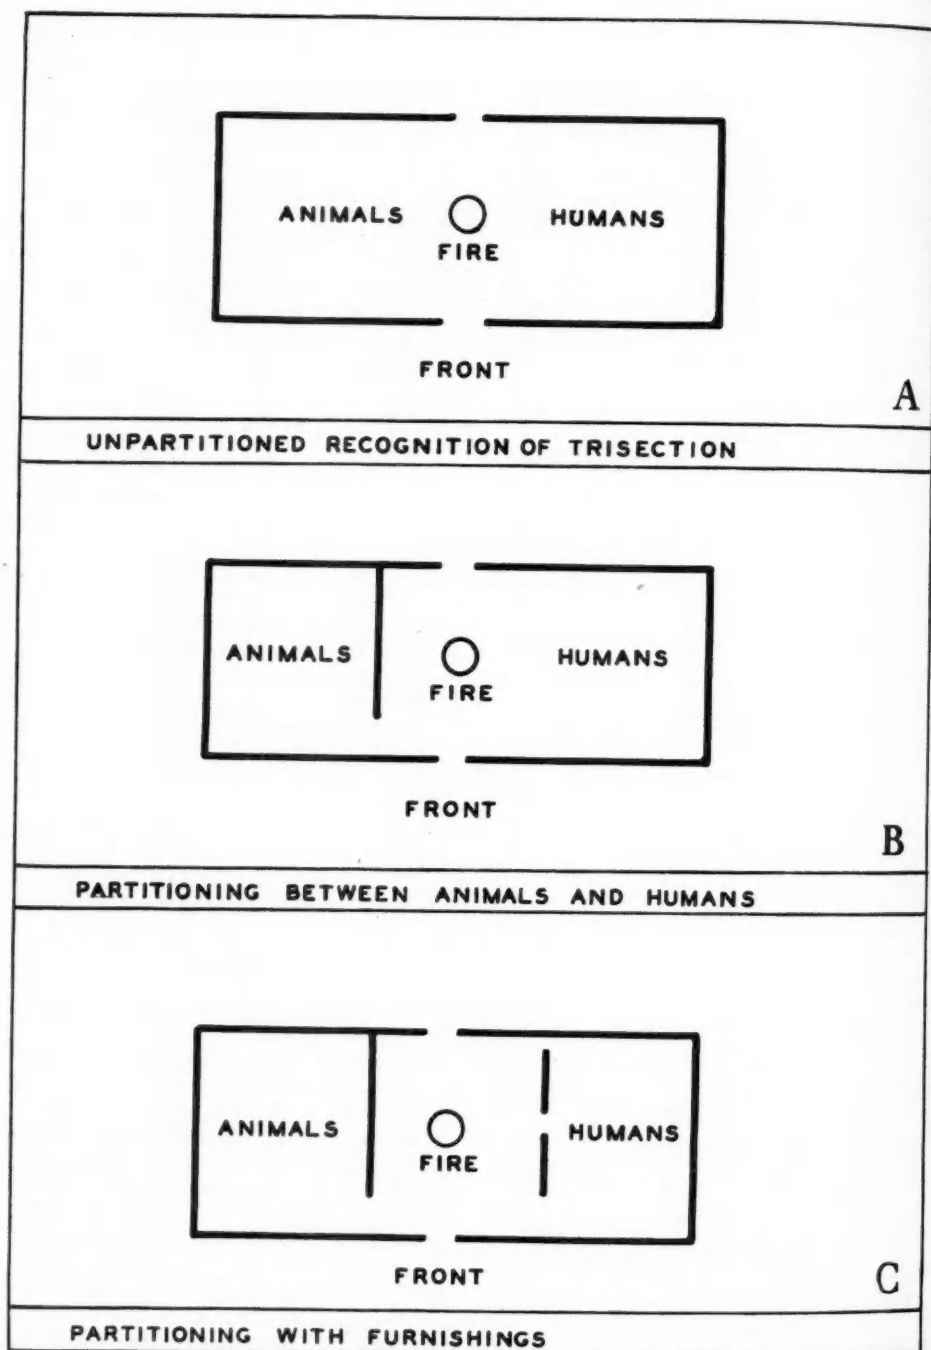 ANIMALS HUMANS
FIRE
FRONT
A
UNPARTITIONED RECOGNITION OF TRISECTION
ANIMALS HUMANS
FIRE
FRONT
B
PARTITIONING BETWEEN ANIMALS AND HUMANS
ANIMALS HUMANS
FIRE
FRONT
C
PARTITIONING WITH FURNISHINGS